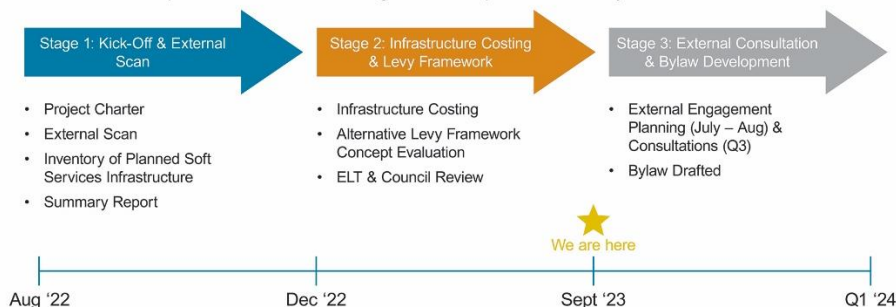 Stage 1: Kick-Off & External
Scan
• Project Charter
• External Scan
• Inventory of Planned Soft
Services Infrastructure
• Summary Report
Stage 2: Infrastructure Costing
& Levy Framework
• Infrastructure Costing
• Alternative Levy Framework
Concept Evaluation
• ELT & Council Review
Stage 3: External Consultation
& Bylaw Development
• External Engagement
Planning (July – Aug) &
Consultations (Q3)
• Bylaw Drafted
We are here
Aug ‘22
Dec ‘22
Sept ‘23
Q1 ‘24